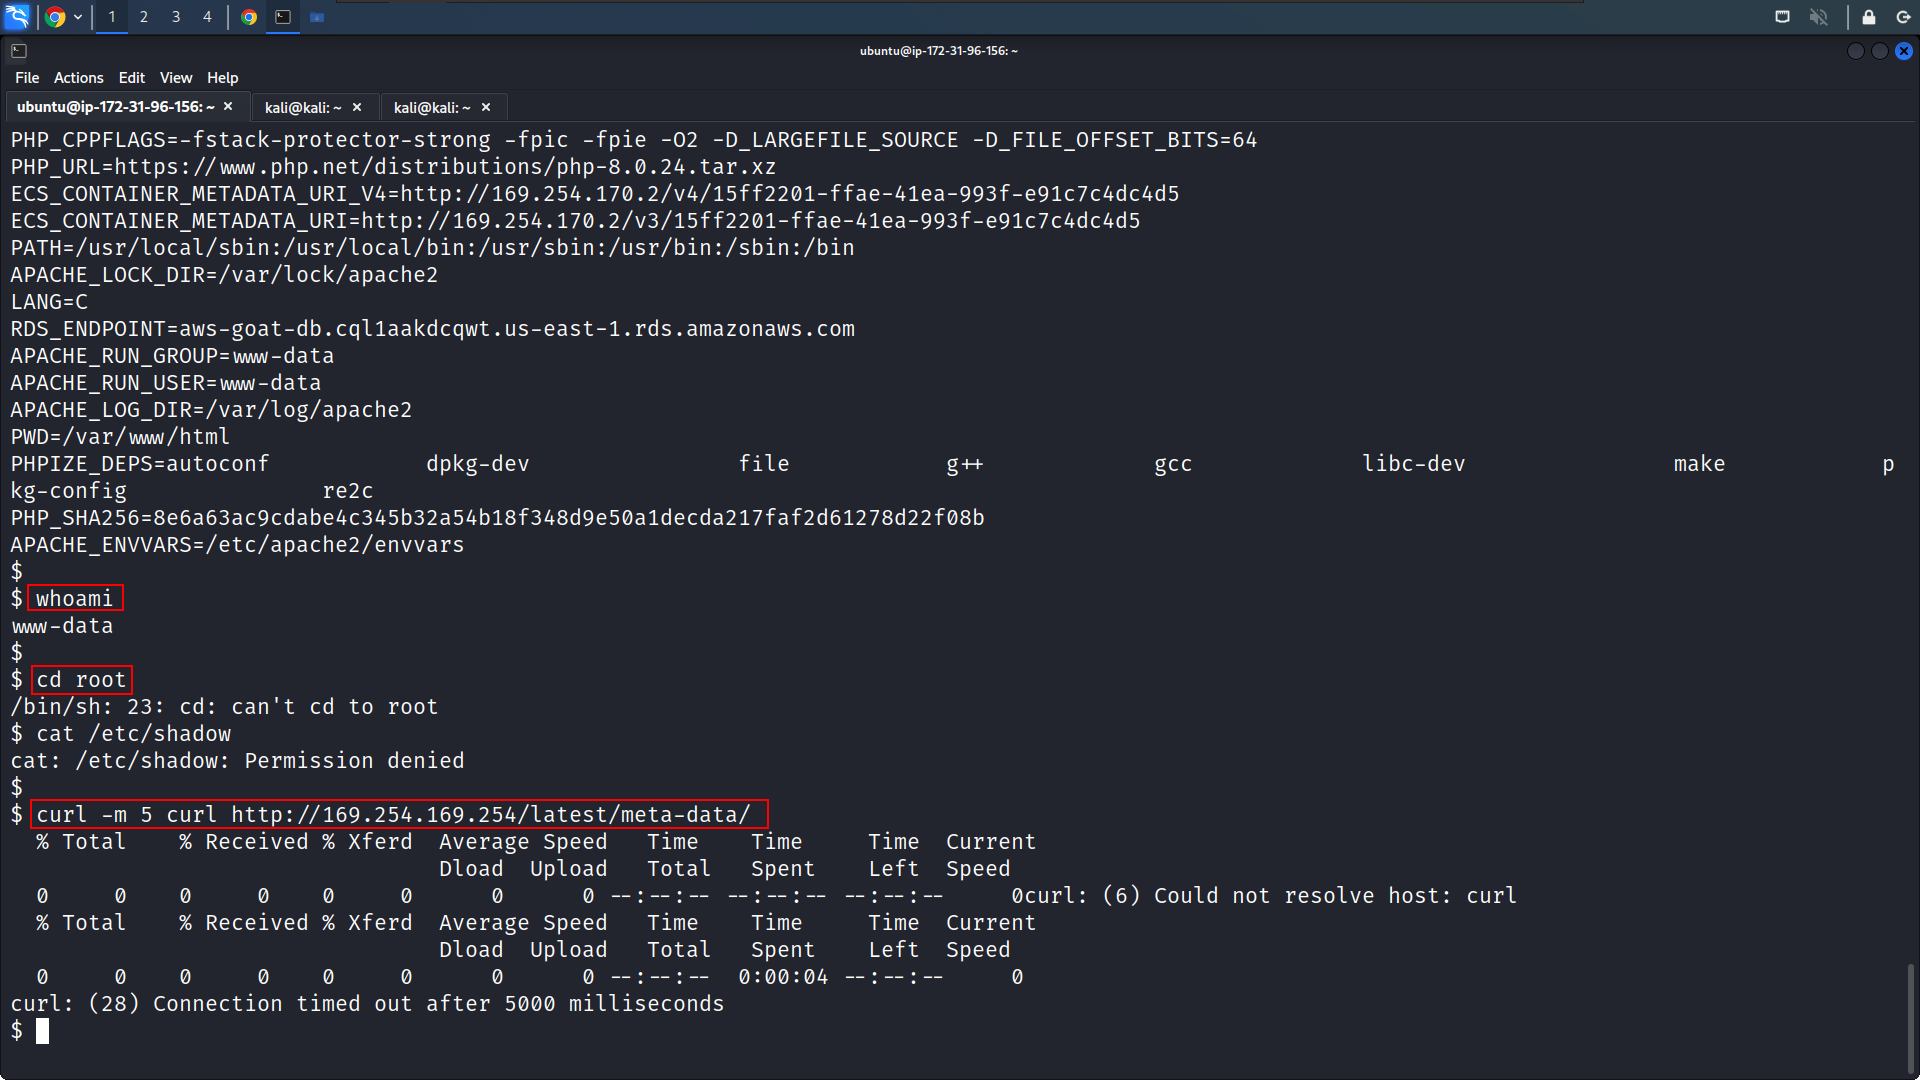 1 2 3 4
ubuntu@ip-172-31-96-156: ~
File Actions Edit View Help
ubuntu@ip-172-31-96-156: ~ × kali@kali: ~ × kali@kali: ~ ×
PHP_CPPFLAGS=-fstack-protector-strong -fpic -fpie -O2 -D_LARGEFILE_SOURCE -D_FILE_OFFSET_BITS=64
PHP_URL=https://www.php.net/distributions/php-8.0.24.tar.xz
ECS_CONTAINER_METADATA_URI_V4=http://169.254.170.2/v4/15ff2201-ffae-41ea-993f-e91c7c4dc4d5
ECS_CONTAINER_METADATA_URI=http://169.254.170.2/v3/15ff2201-ffae-41ea-993f-e91c7c4dc4d5
PATH=/usr/local/sbin:/usr/local/bin:/usr/sbin:/usr/bin:/sbin:/bin
APACHE_LOCK_DIR=/var/lock/apache2
LANG=C
RDS_ENDPOINT=aws-goat-db.cql1aakdcqwt.us-east-1.rds.amazonaws.com
APACHE_RUN_GROUP=www-data
APACHE_RUN_USER=www-data
APACHE_LOG_DIR=/var/log/apache2
PWD=/var/www/html
PHPIZE_DEPS=autoconf dpkg-dev file g++ gcc libc-dev make p
kg-config re2c
PHP_SHA256=8e6a63ac9cdabe4c345b32a54b18f348d9e50a1decda217faf2d61278d22f08b
APACHE_ENVVARS=/etc/apache2/envvars
$
$ whoami
www-data
$
$ cd root
/bin/sh: 23: cd: can't cd to root
$ cat /etc/shadow
cat: /etc/shadow: Permission denied
$
$ curl -m 5 curl http://169.254.169.254/latest/meta-data/
% Total % Received % Xferd Average Speed Time Time Time Current
Dload Upload Total Spent Left Speed
0 0 0 0 0 0 0 0 --:--:-- --:--:-- --:--:-- 0curl: (6) Could not resolve host: curl
% Total % Received % Xferd Average Speed Time Time Time Current
Dload Upload Total Spent Left Speed
0 0 0 0 0 0 0 0 --:--:-- 0:00:04 --:--:-- 0
curl: (28) Connection timed out after 5000 milliseconds
$